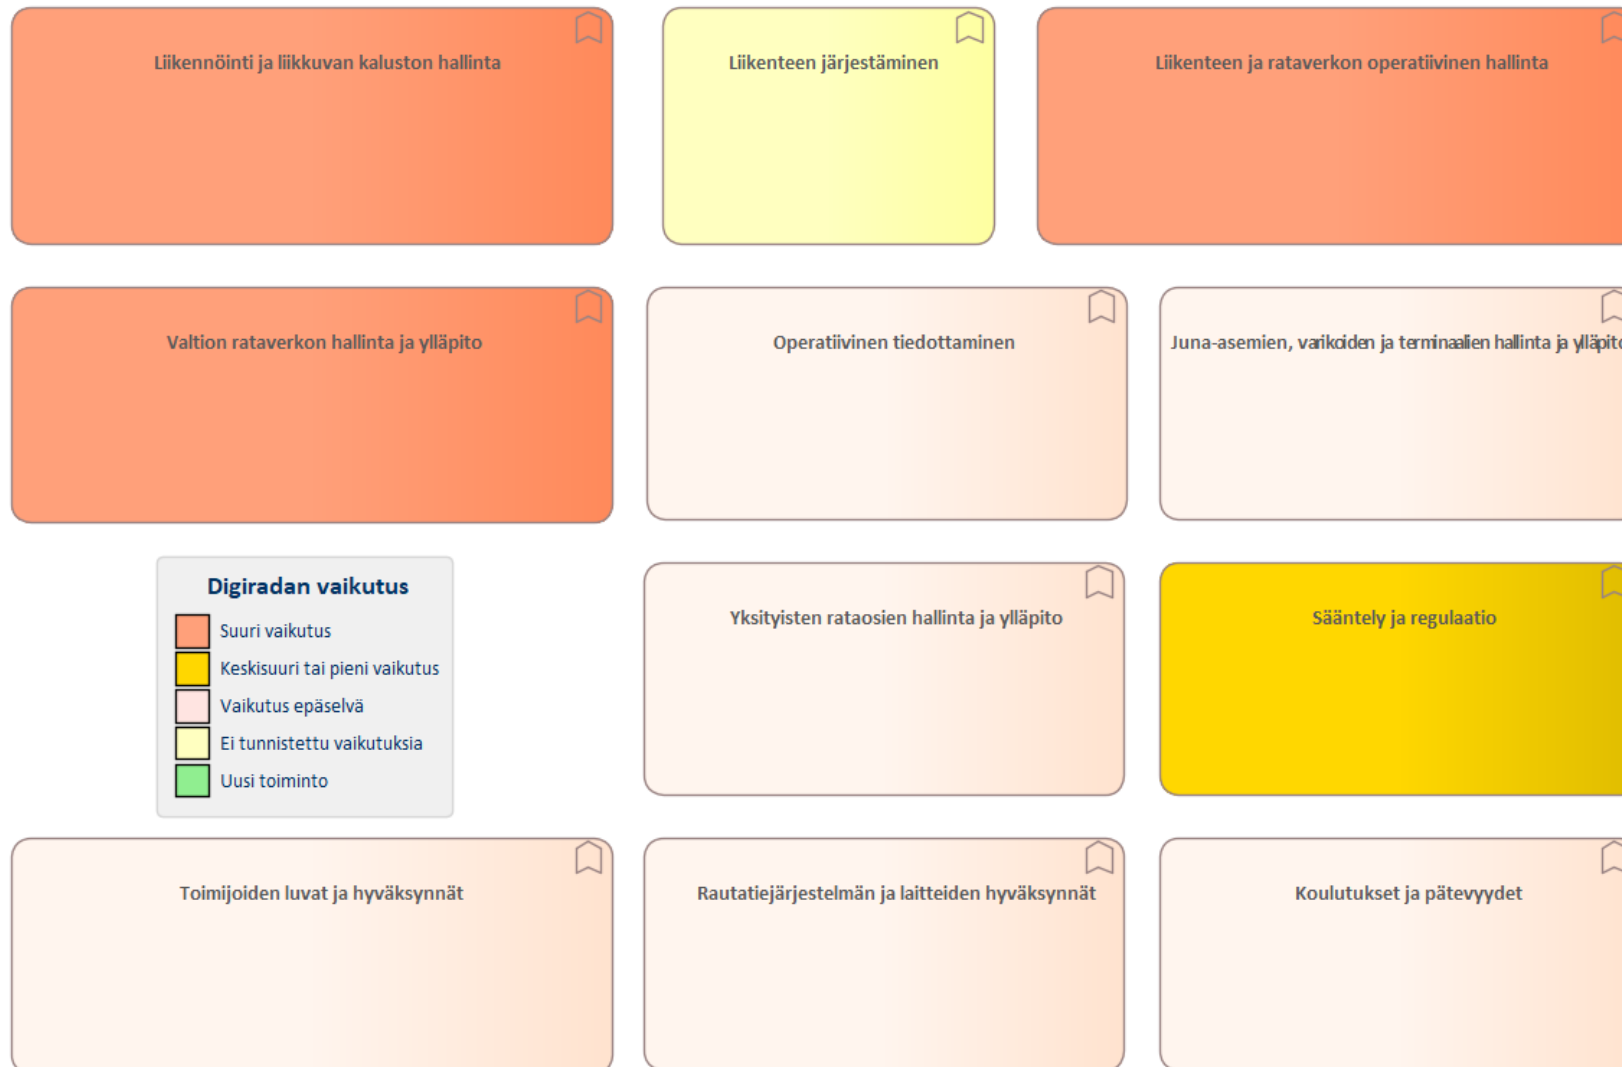 Liikennöinti ja liikkuvan kaluston hallinta
Liikenteen järjestäminen
Liikenteen ja rataverkon operatiivinen hallinta
Valtion rataverkon hallinta ja ylläpito
Operatiivinen tiedottaminen
Juna-asemien, varikoiden ja terminaalien hallinta ja ylläpito
Digiradan vaikutus
Suuri vaikutus
Keskisuuri tai pieni vaikutus
Vaikutus epäselvä
Ei tunnistettu vaikutuksia
Uusi toiminto
Yksityisten rataosien hallinta ja ylläpito
Sääntely ja regulaatio
Toimijoiden luvat ja hyväksynnät
Rautatiejärjestelmän ja laitteiden hyväksynnät
Koulutukset ja pätevyydet